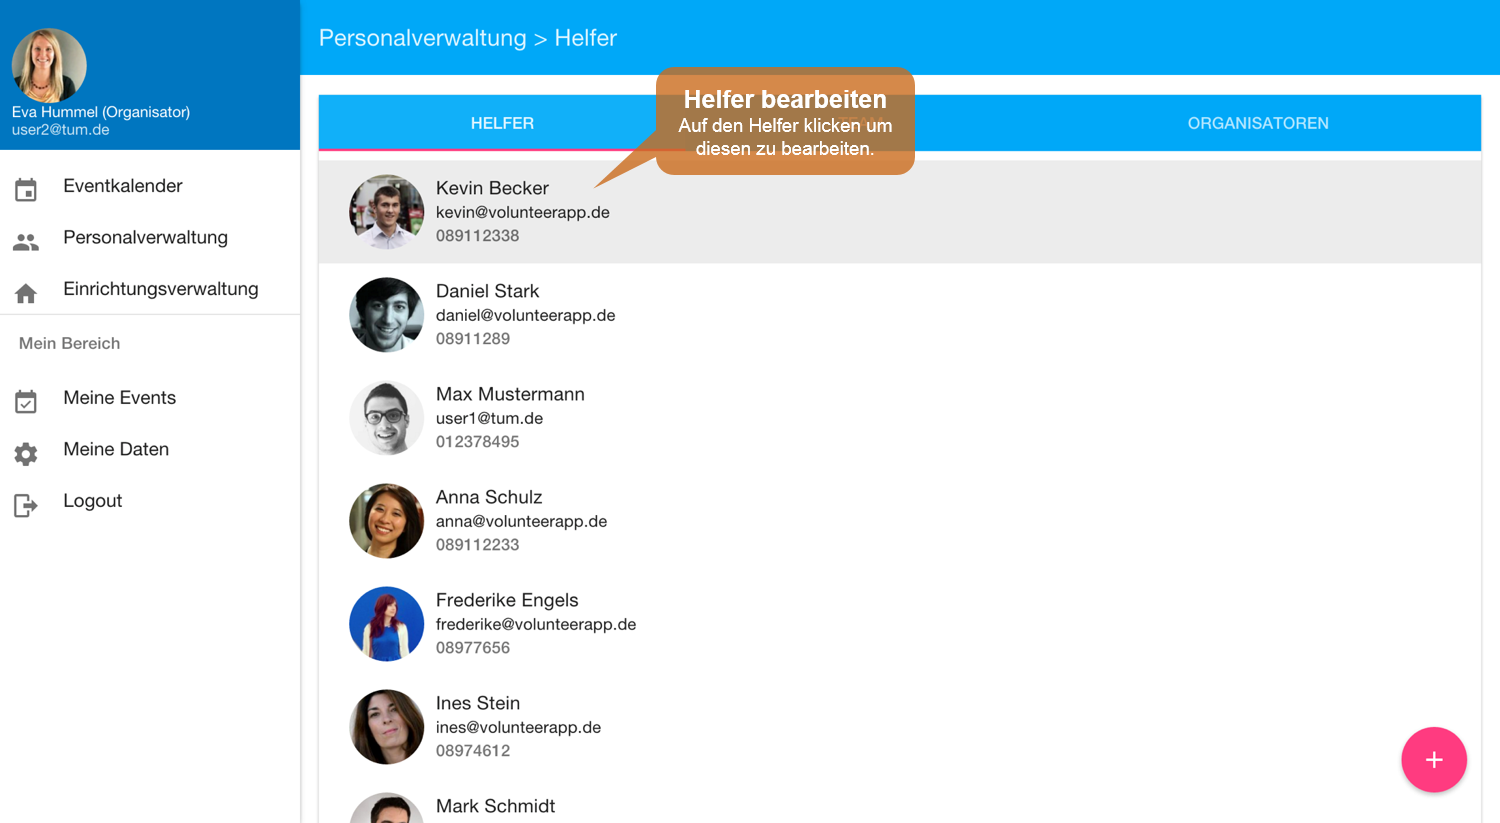 Eva Hummel (Organisator)
user2@tum.de
Eventkalender
Personalverwaltung
Einrichtungsverwaltung
Mein Bereich
Meine Events
Meine Daten
Logout
Personalverwaltung > Helfer
HELFER
TEAM
ORGANISATOREN
Helfer bearbeiten
Auf den Helfer klicken um
diesen zu bearbeiten.
Kevin Becker
kevin@volunteerapp.de
089112338
Daniel Stark
daniel@volunteerapp.de
08911289
Max Mustermann
user1@tum.de
012378495
Anna Schulz
anna@volunteerapp.de
089112233
Frederike Engels
frederike@volunteerapp.de
08977656
Ines Stein
ines@volunteerapp.de
08974612
Mark Schmidt
+